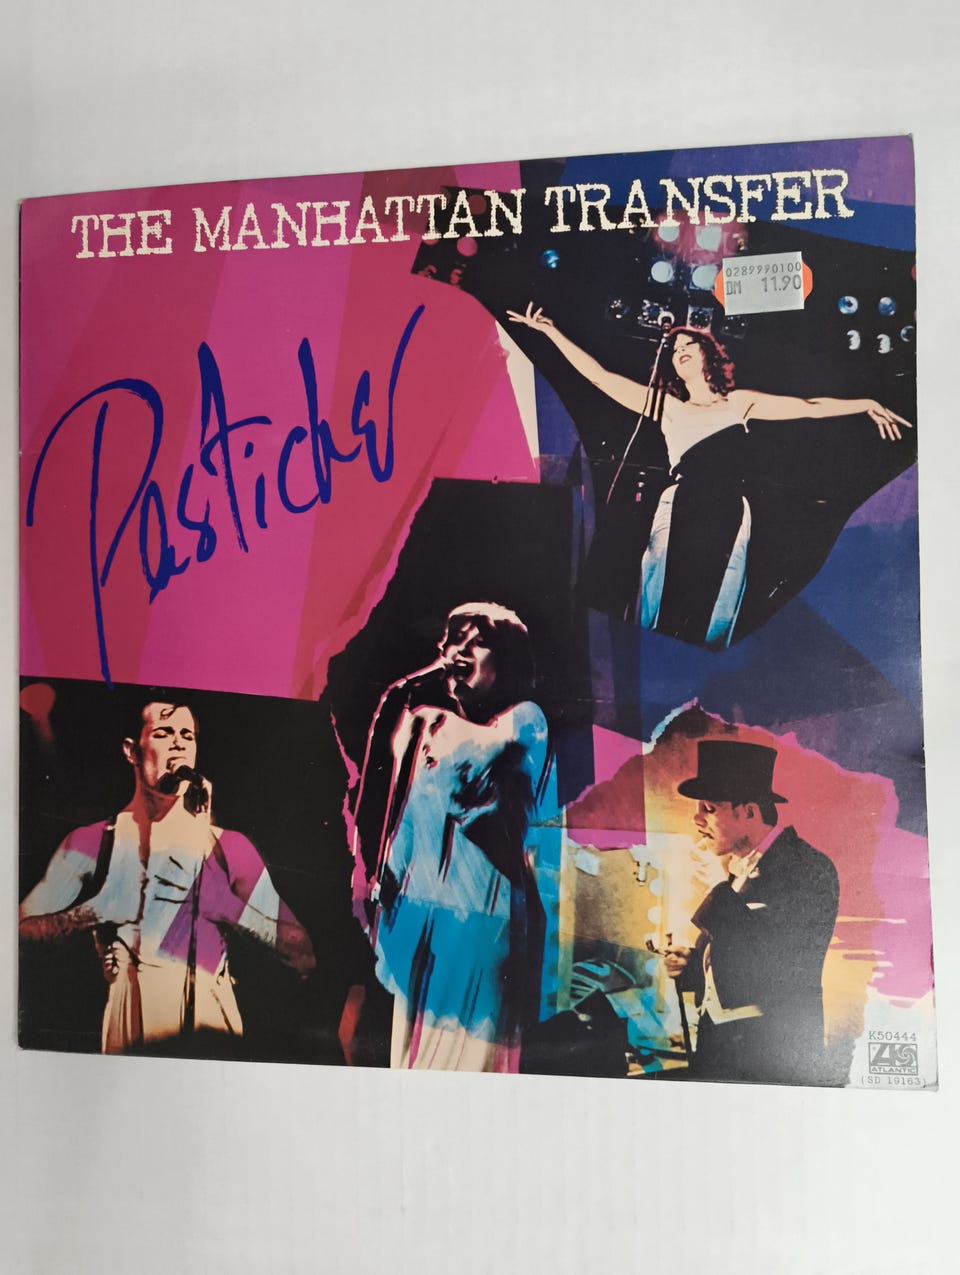 THE MANHATTAN TRANSFER
0289990100
DM 11.90
Pastiche
K50444
ATLANTIC
(SD 19163)